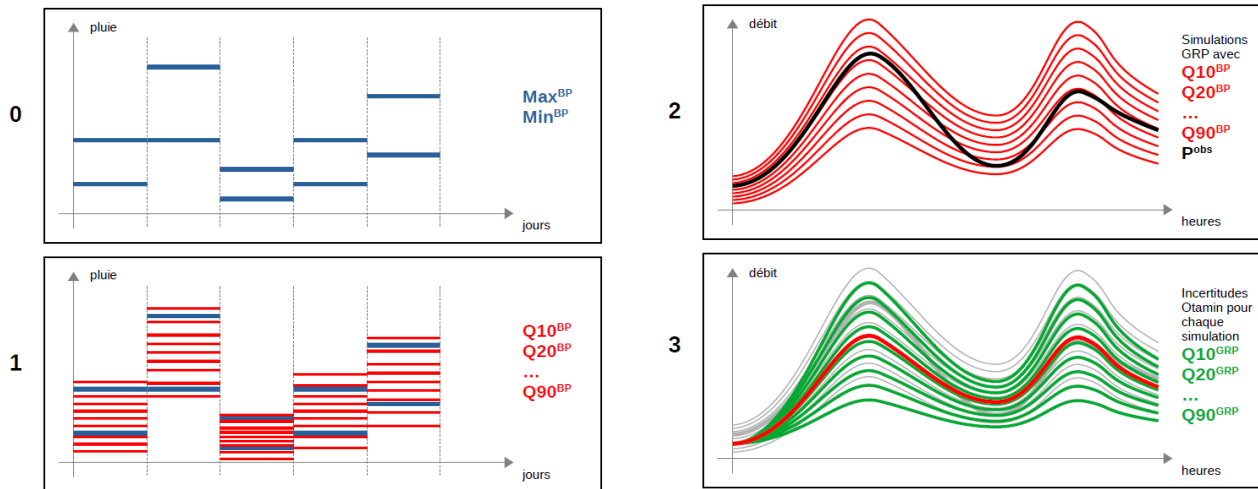 0
pluie
Max^BP
Min^BP
jours
1
pluie
Q10^BP
Q20^BP
...
Q90^BP
jours
2
débit
Simulations
GRP avec
Q10^BP
Q20^BP
...
Q90^BP
P^obs
heures
3
débit
Incertitudes
Otamin pour
chaque
simulation
Q10^GRP
Q20^GRP
...
Q90^GRP
heures